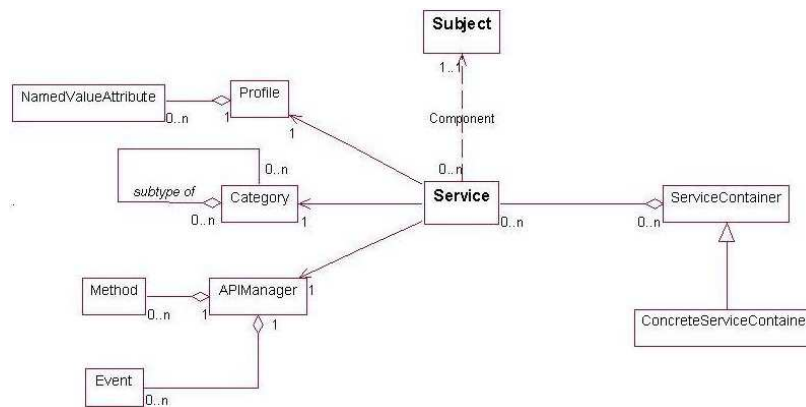 Subject
1..1
Component
0..n
NamedValueAttribute
0..n
1
Profile
1
0..n
subtype of
0..n
Category
1
Service
0..n
0..n
ServiceContainer
Method
0..n
1
APIManager
1
1
Event
0..n
ConcreteServiceContainer